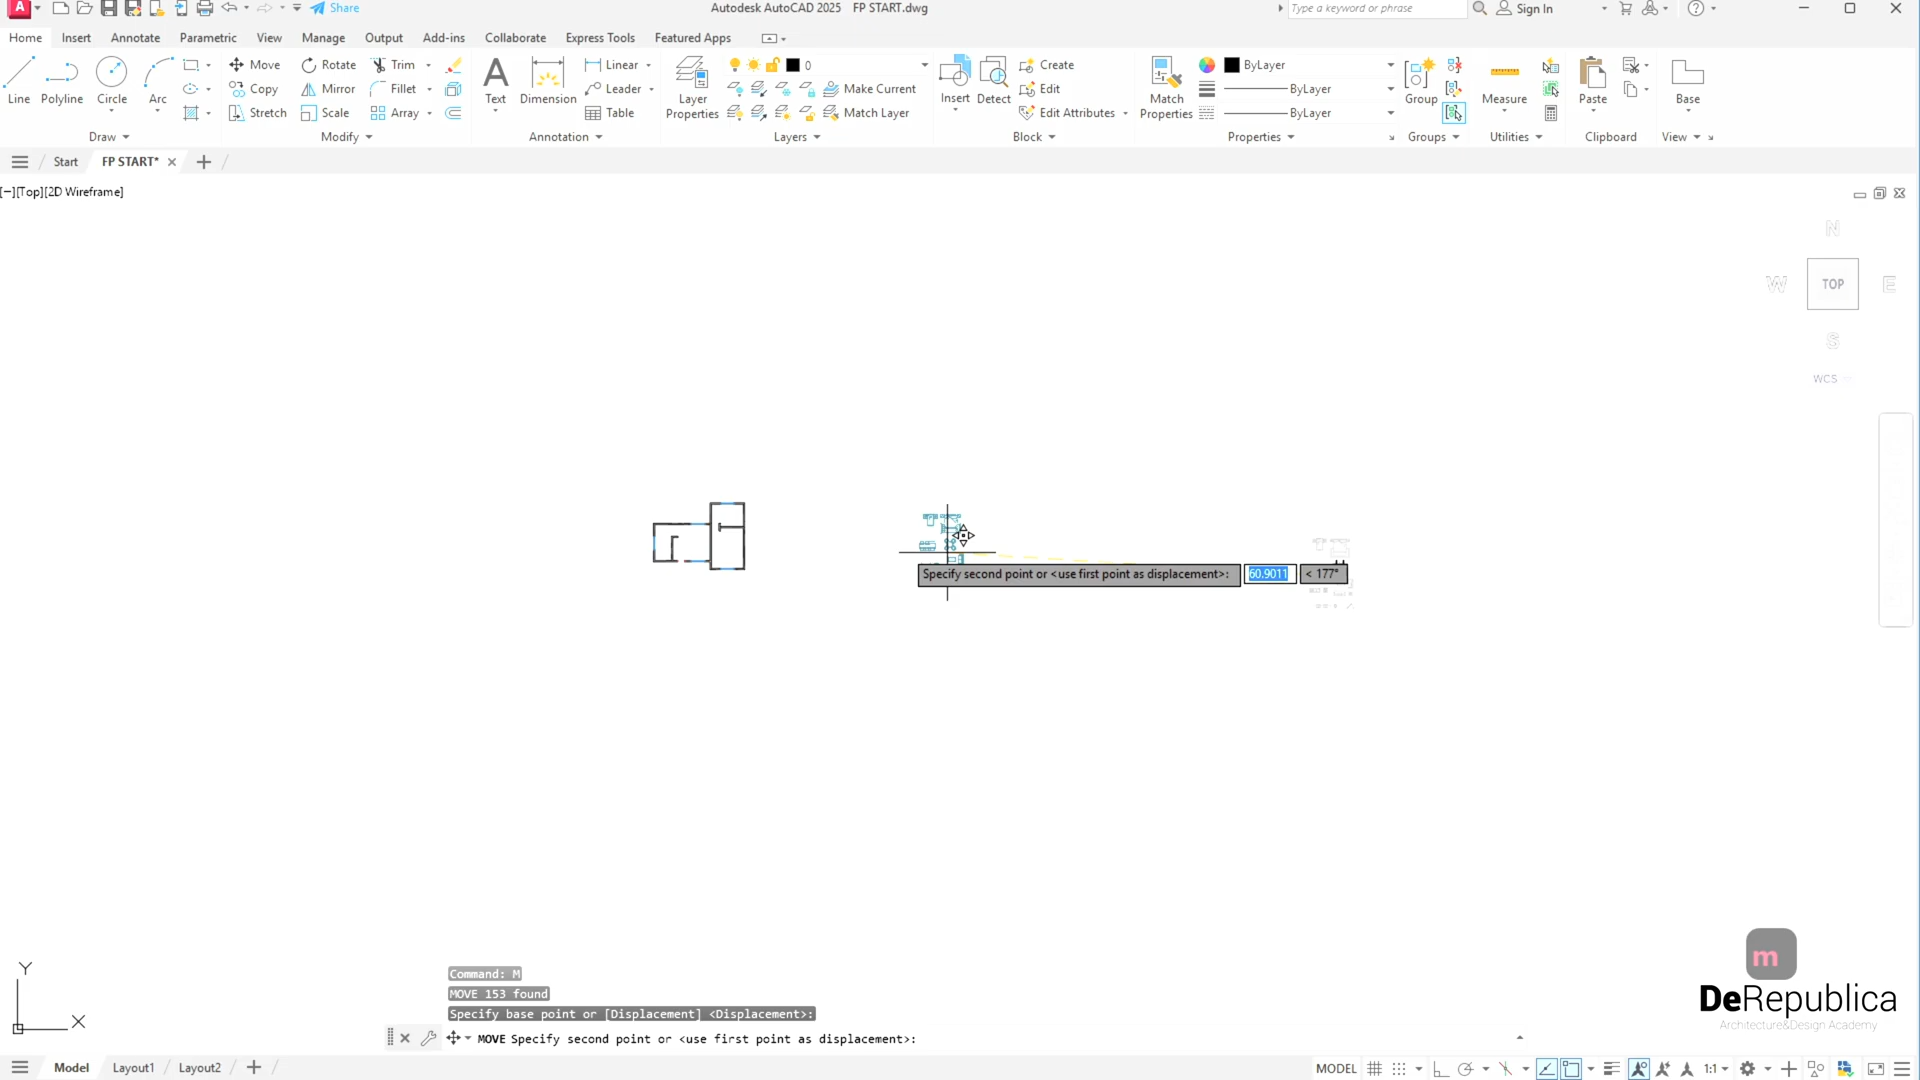 A Share Autodesk AutoCAD 2025 FP START.dwg Type a keyword or phrase Sign In
Home Insert Annotate Parametric View Manage Output Add-ins Collaborate Express Tools Featured Apps
Line Polyline Circle Arc Move Rotate Trim Text Dimension Linear Layer Properties 0 Insert Detect Create Match Properties ByLayer Group Measure Paste Base
Copy Mirror Fillet Leader Make Current Edit ByLayer
Stretch Scale Array Table Match Layer Edit Attributes ByLayer
Draw Modify Annotation Layers Block Properties Groups Utilities Clipboard View
Start FP START* 
[−][Top][2D Wireframe]
N
W TOP E
S
WCS
Specify second point or <use first point as displacement>: 60.9011 < 177°
Command: M
MOVE 153 found
Specify base point or [Displacement] <Displacement>:
MOVE Specify second point or <use first point as displacement>:
Y
X
m
DeRepublica
Architecture&Design Academy
Model Layout1 Layout2 MODEL 1:1